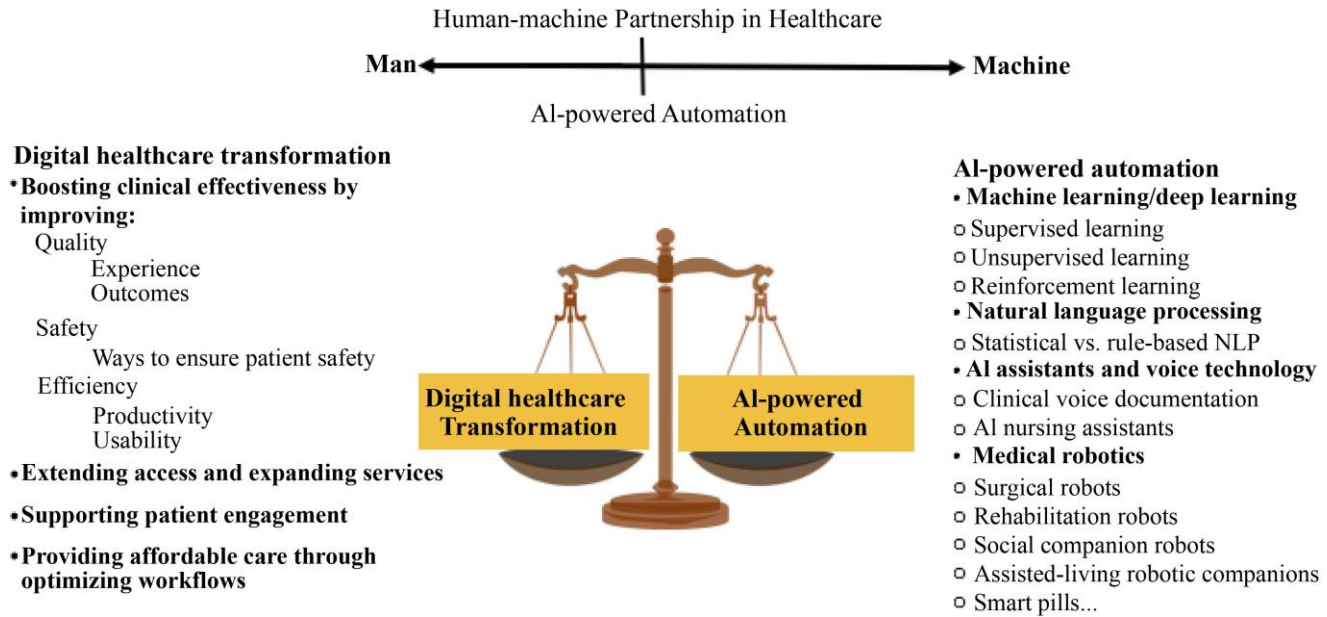 Human-machine Partnership in Healthcare
Man
Machine
Al-powered Automation
Digital healthcare transformation
• Boosting clinical effectiveness by
improving:
Quality
Experience
Outcomes
Safety
Ways to ensure patient safety
Efficiency
Productivity
Usability
• Extending access and expanding services
• Supporting patient engagement
• Providing affordable care through
optimizing workflows
Digital healthcare
Transformation
Al-powered
Automation
Al-powered automation
• Machine learning/deep learning
○ Supervised learning
○ Unsupervised learning
○ Reinforcement learning
• Natural language processing
○ Statistical vs. rule-based NLP
• Al assistants and voice technology
○ Clinical voice documentation
○ Al nursing assistants
• Medical robotics
○ Surgical robots
○ Rehabilitation robots
○ Social companion robots
○ Assisted-living robotic companions
○ Smart pills...